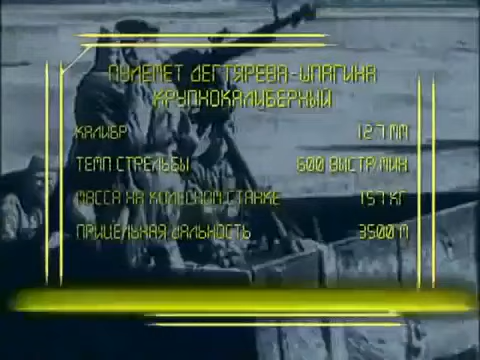 ПУЛЕМЕТ ДЕГТЯРЕВА-ШПАГИНА
КРУПНОКАЛИБЕРНЫЙ
КАЛИБР 12.7 ММ
ТЕМП СТРЕЛЬБЫ 600 ВЫСТР/МИН
МАССА НА КОЛЕСНОМ СТАНКЕ 157 КГ
ПРИЦЕЛЬНАЯ ДАЛЬНОСТЬ 3500 М